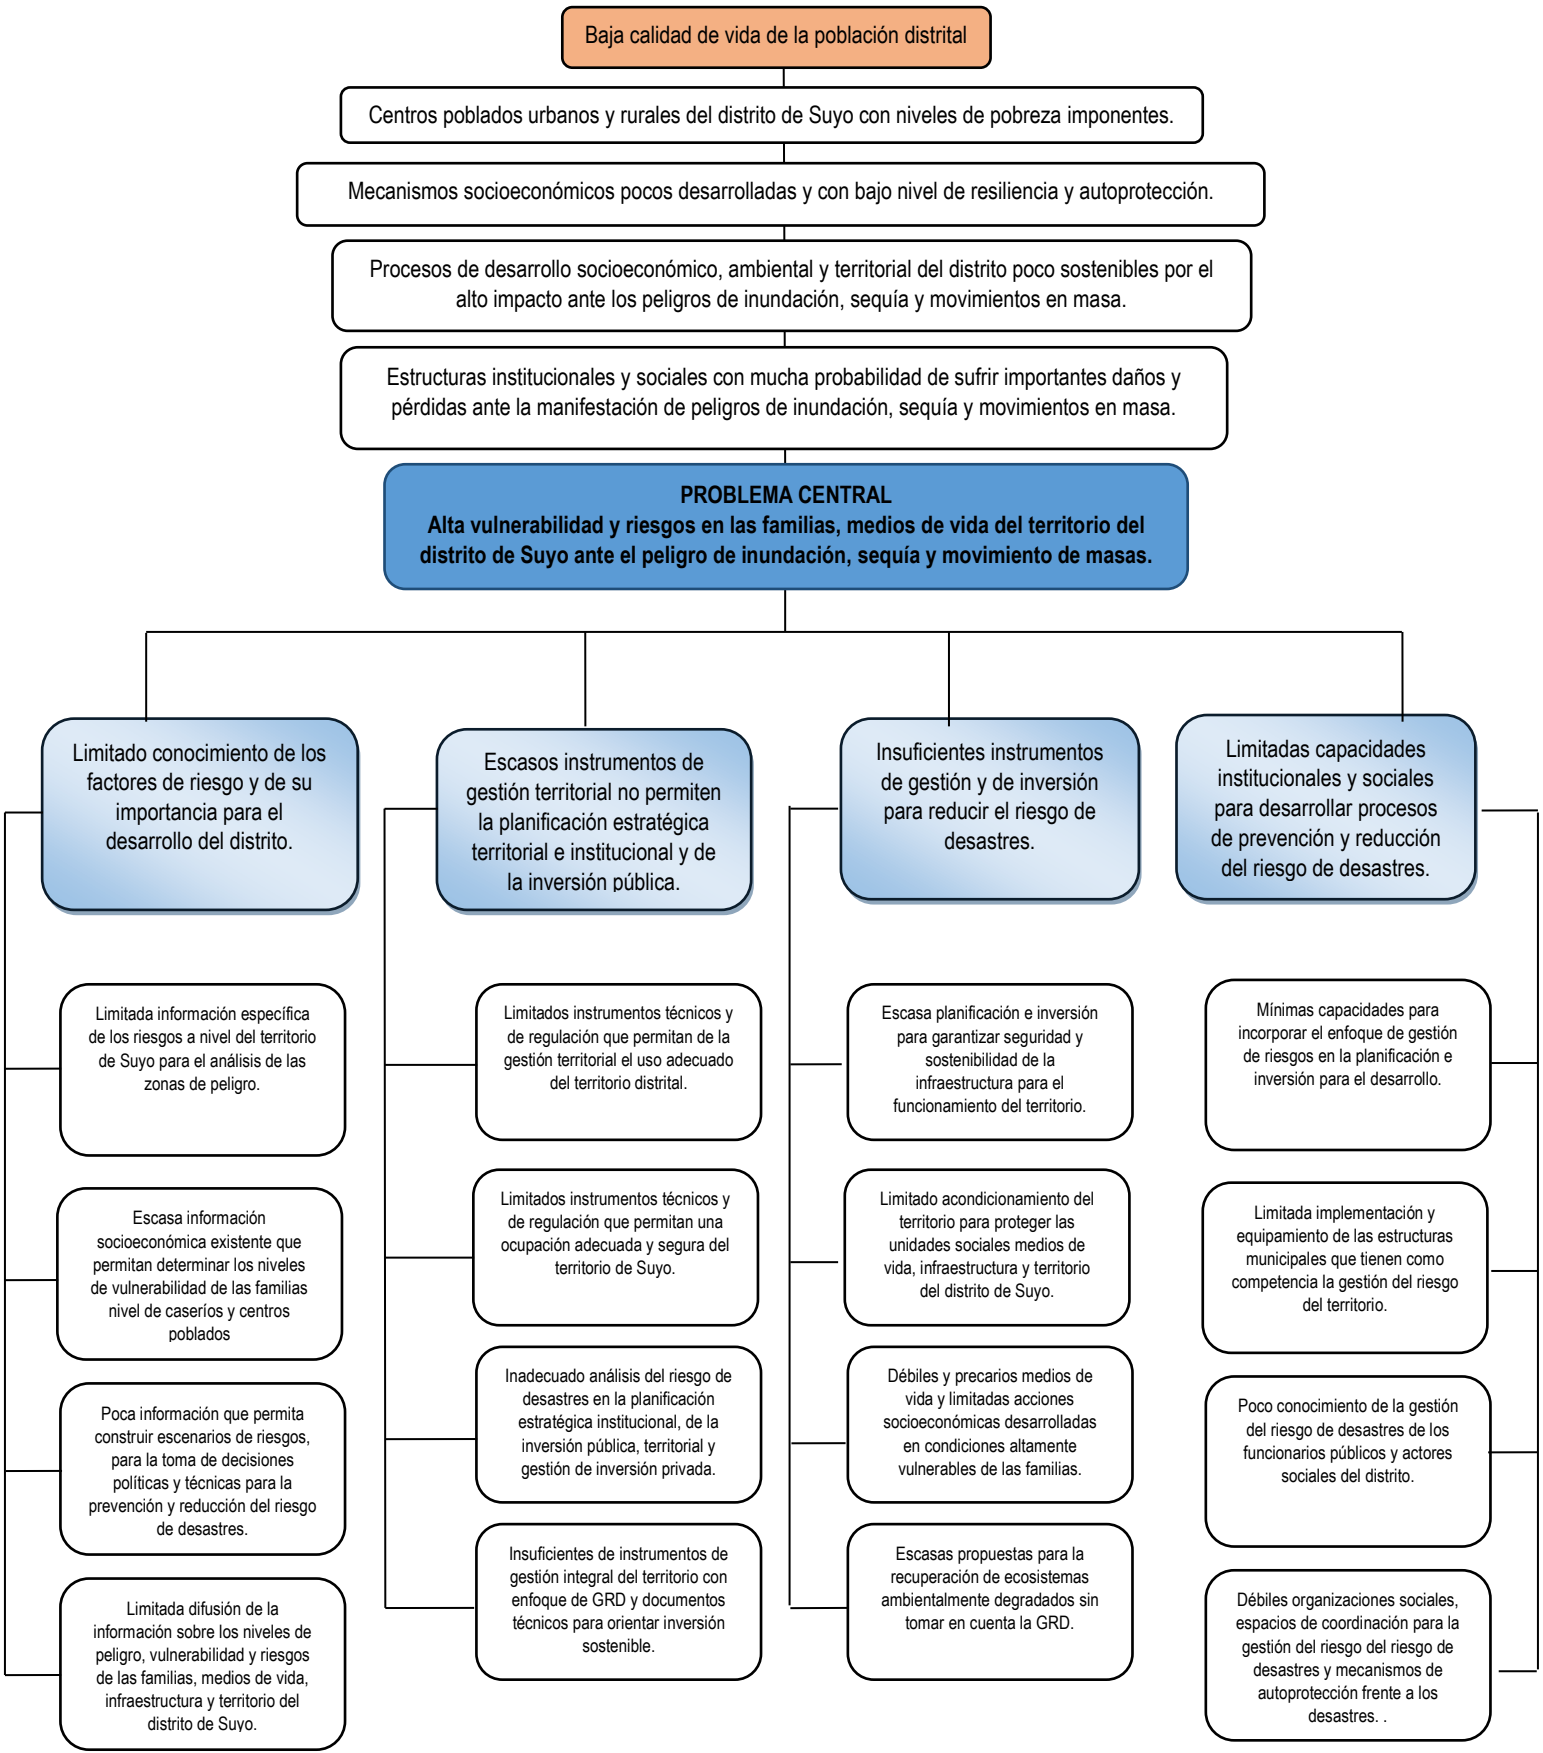 Baja calidad de vida de la población distrital
Centros poblados urbanos y rurales del distrito de Suyo con niveles de pobreza imponentes.
Mecanismos socioeconómicos pocos desarrolladas y con bajo nivel de resiliencia y autoprotección.
Procesos de desarrollo socioeconómico, ambiental y territorial del distrito poco sostenibles por el
alto impacto ante los peligros de inundación, sequía y movimientos en masa.
Estructuras institucionales y sociales con mucha probabilidad de sufrir importantes daños y
pérdidas ante la manifestación de peligros de inundación, sequía y movimientos en masa.
PROBLEMA CENTRAL
Alta vulnerabilidad y riesgos en las familias, medios de vida del territorio del
distrito de Suyo ante el peligro de inundación, sequía y movimiento de masas.
Limitado conocimiento de los
factores de riesgo y de su
importancia para el
desarrollo del distrito.
Escasos instrumentos de
gestión territorial no permiten
la planificación estratégica
territorial e institucional y de
la inversión pública.
Insuficientes instrumentos
de gestión y de inversión
para reducir el riesgo de
desastres.
Limitadas capacidades
institucionales y sociales
para desarrollar procesos
de prevención y reducción
del riesgo de desastres.
Limitada información específica
de los riesgos a nivel del territorio
de Suyo para el análisis de las
zonas de peligro.
Escasa información
socioeconómica existente que
permitan determinar los niveles
de vulnerabilidad de las familias
nivel de caseríos y centros
poblados
Poca información que permita
construir escenarios de riesgos,
para la toma de decisiones
políticas y técnicas para la
prevención y reducción del riesgo
de desastres.
Limitada difusión de la
información sobre los niveles de
peligro, vulnerabilidad y riesgos
de las familias, medios de vida,
infraestructura y territorio del
distrito de Suyo.
Limitados instrumentos técnicos y
de regulación que permitan de la
gestión territorial el uso adecuado
del territorio distrital.
Limitados instrumentos técnicos y
de regulación que permitan una
ocupación adecuada y segura del
territorio de Suyo.
Inadecuado análisis del riesgo de
desastres en la planificación
estratégica institucional, de la
inversión pública, territorial y
gestión de inversión privada.
Insuficientes de instrumentos de
gestión integral del territorio con
enfoque de GRD y documentos
técnicos para orientar inversión
sostenible.
Escasa planificación e inversión
para garantizar seguridad y
sostenibilidad de la
infraestructura para el
funcionamiento del territorio.
Limitado acondicionamiento del
territorio para proteger las
unidades sociales medios de
vida, infraestructura y territorio
del distrito de Suyo.
Débiles y precarios medios de
vida y limitadas acciones
socioeconómicas desarrolladas
en condiciones altamente
vulnerables de las familias.
Escasas propuestas para la
recuperación de ecosistemas
ambientalmente degradados sin
tomar en cuenta la GRD.
Mínimas capacidades para
incorporar el enfoque de gestión
de riesgos en la planificación e
inversión para el desarrollo.
Limitada implementación y
equipamiento de las estructuras
municipales que tienen como
competencia la gestión del riesgo
del territorio.
Poco conocimiento de la gestión
del riesgo de desastres de los
funcionarios públicos y actores
sociales del distrito.
Débiles organizaciones sociales,
espacios de coordinación para la
gestión del riesgo del riesgo de
desastres y mecanismos de
autoprotección frente a los
desastres. .